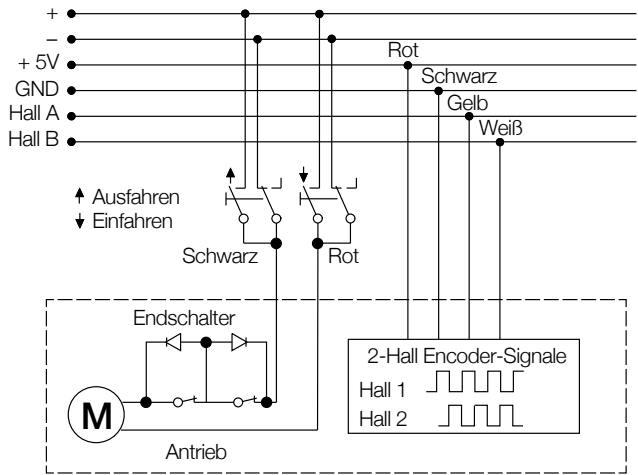 +
–
+ 5V
GND
Hall A
Hall B
Rot
Schwarz
Gelb
Weiß
Ausfahren
Einfahren
Schwarz
Rot
Endschalter
M
Antrieb
2-Hall Encoder-Signale
Hall 1
Hall 2